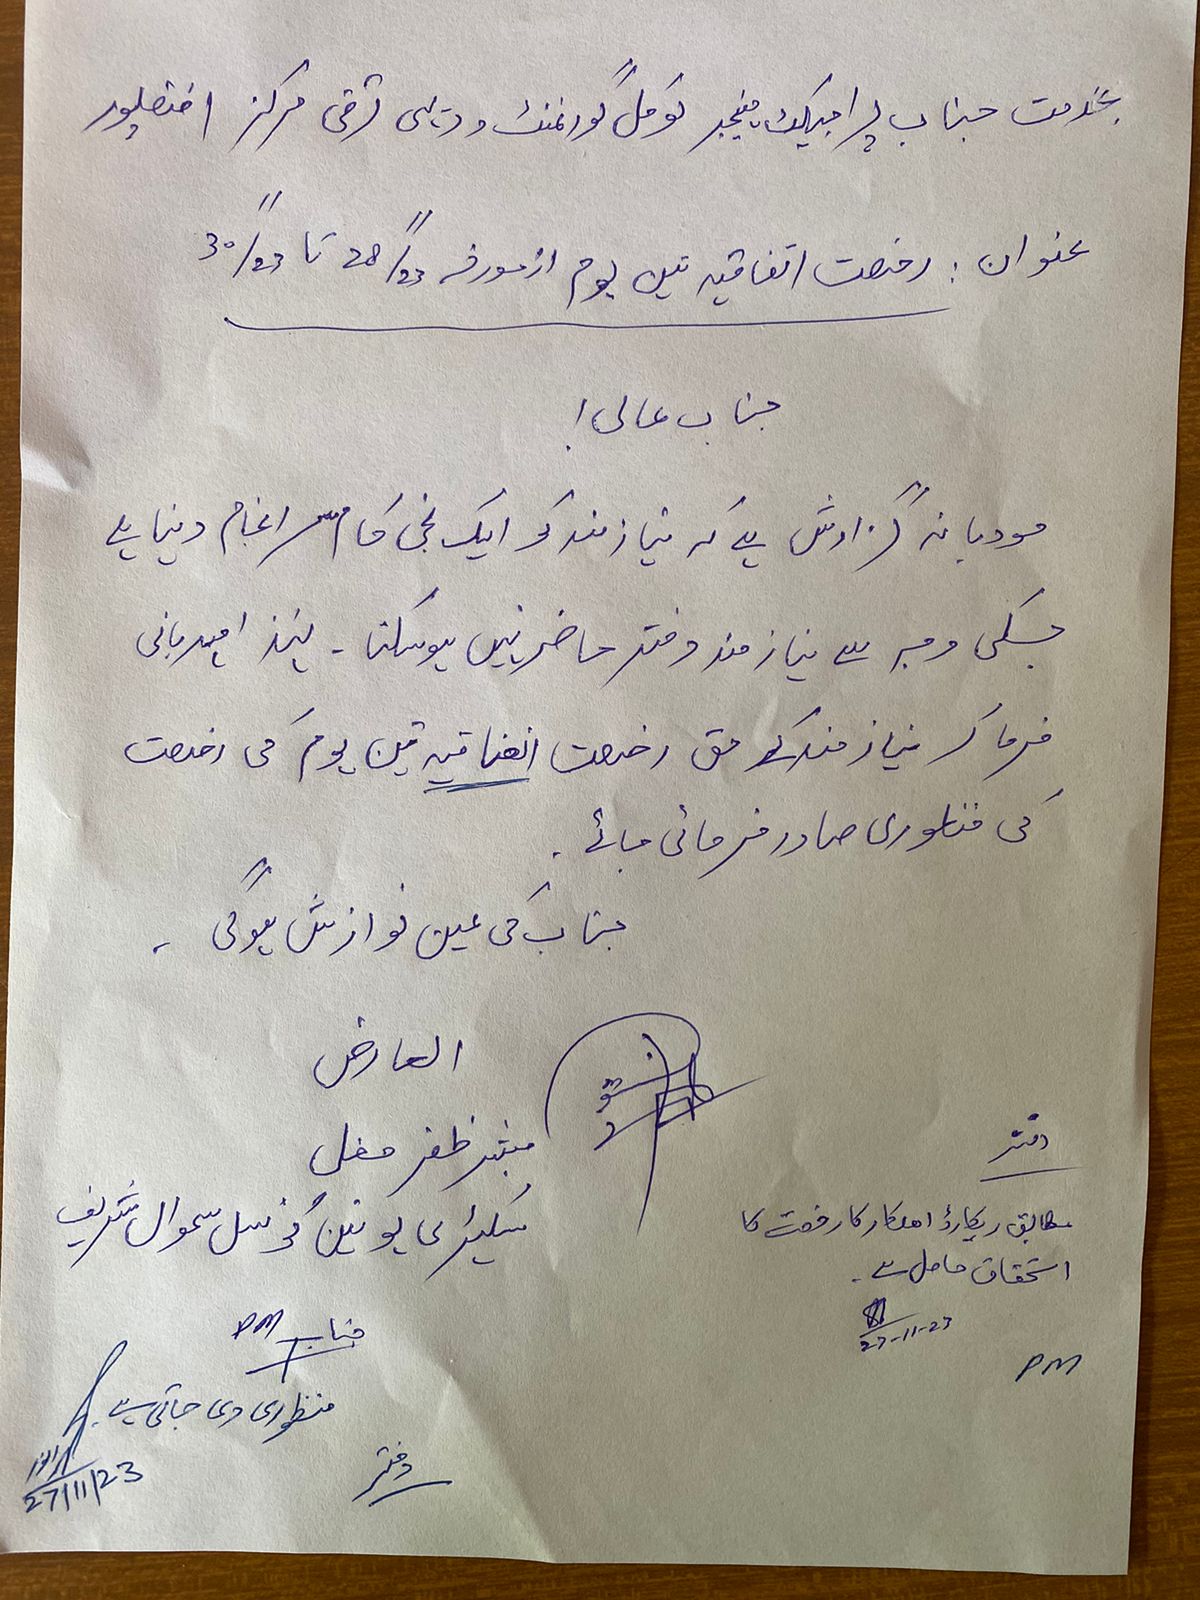 بخدمت جناب پراجیکٹ منیجر لوکل گورنمنٹ و دیہی ترقی مرکز افضلپور
عنوان : رخصت اتفاقیہ تین یوم از مورخہ 28/11/23 تا 30/11/23
جناب عالی!
مودبانہ گزارش ہے کہ نیازمند کو ایک نجی کام سر انجام دینا ہے
جسکی وجہ سے نیازمند دفتر حاضر نہیں ہوسکتا ۔ لہٰذا مہربانی
فرما کر نیازمند کے حق رخصت اتفاقیہ تین یوم کی رخصت
کی منظوری صادر فرمائی جائے ۔
جناب کی عین نوازش ہوگی ۔
العارض
ظفر مغل
سیکیٹری یونین کونسل سموال شریف
دفتر
مطابق ریکارڈ اہلکار کا رخصت کا
استحقاق حاصل ہے ۔
27-11-23
PM
جناب PM
منظوری دی جاتی ہے ۔
27/11/23
دفتر